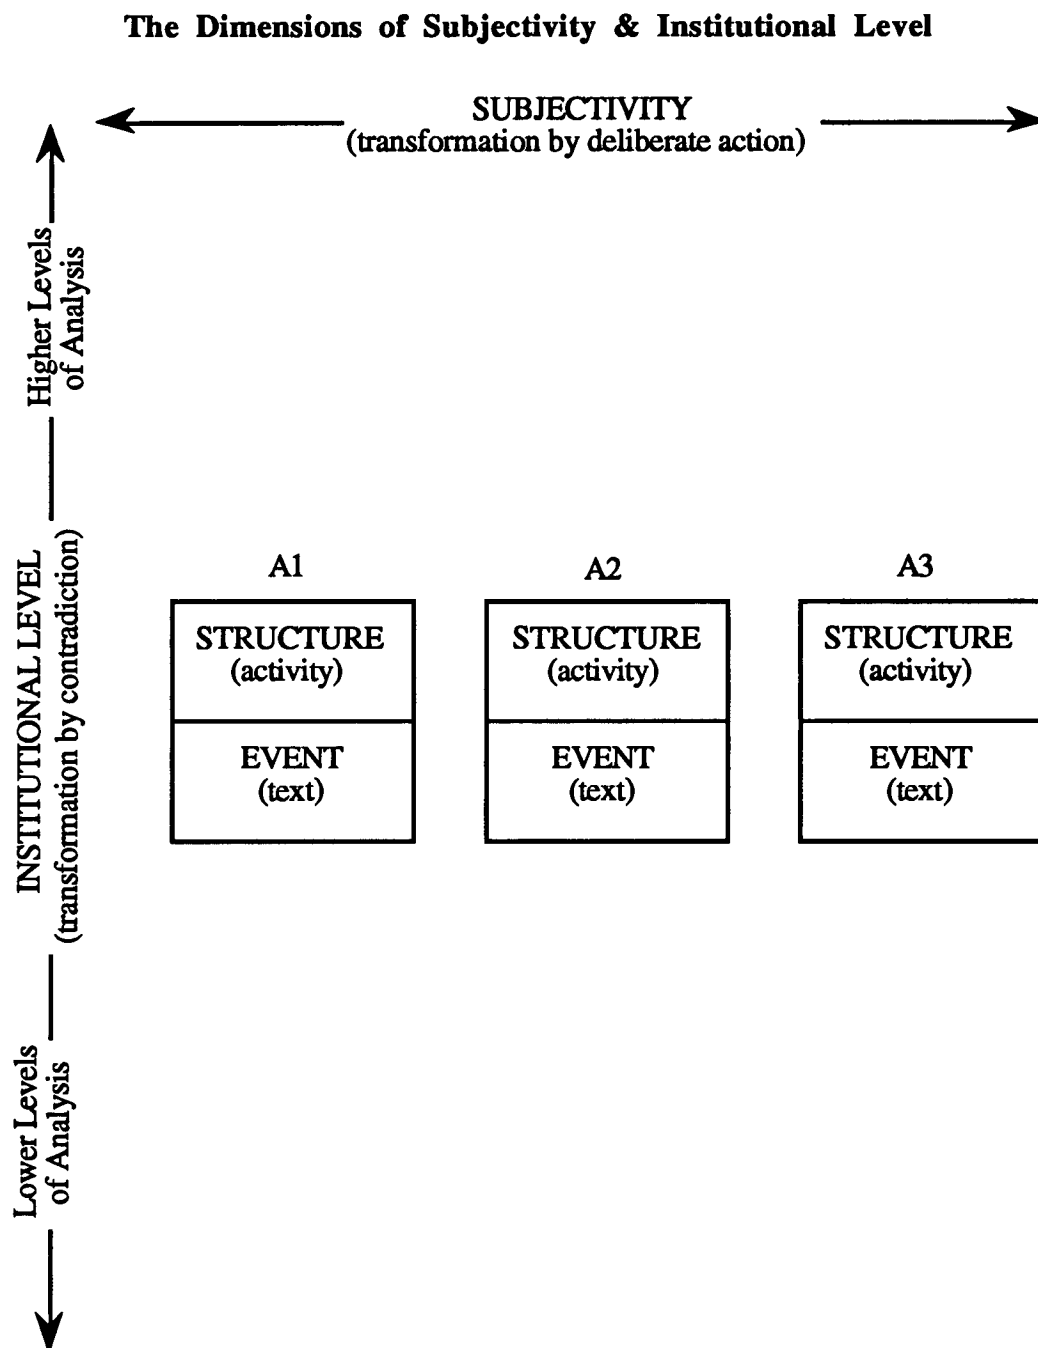 The Dimensions of Subjectivity & Institutional Level
SUBJECTIVITY
(transformation by deliberate action)
Higher Levels
of Analysis
INSTITUTIONAL LEVEL
(transformation by contradiction)
Lower Levels
of Analysis
A1
STRUCTURE
(activity)
EVENT
(text)
A2
STRUCTURE
(activity)
EVENT
(text)
A3
STRUCTURE
(activity)
EVENT
(text)